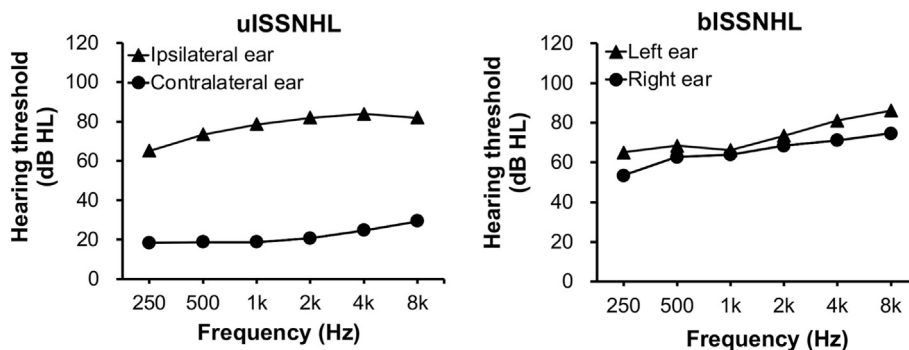 uISSNHL
Ipsilateral ear
Contralateral ear
Hearing threshold
(dB HL)
120
100
80
60
40
20
0
250 500 1k 2k 4k 8k
Frequency (Hz)
bISSNHL
Left ear
Right ear
Hearing threshold
(dB HL)
120
100
80
60
40
20
0
250 500 1k 2k 4k 8k
Frequency (Hz)